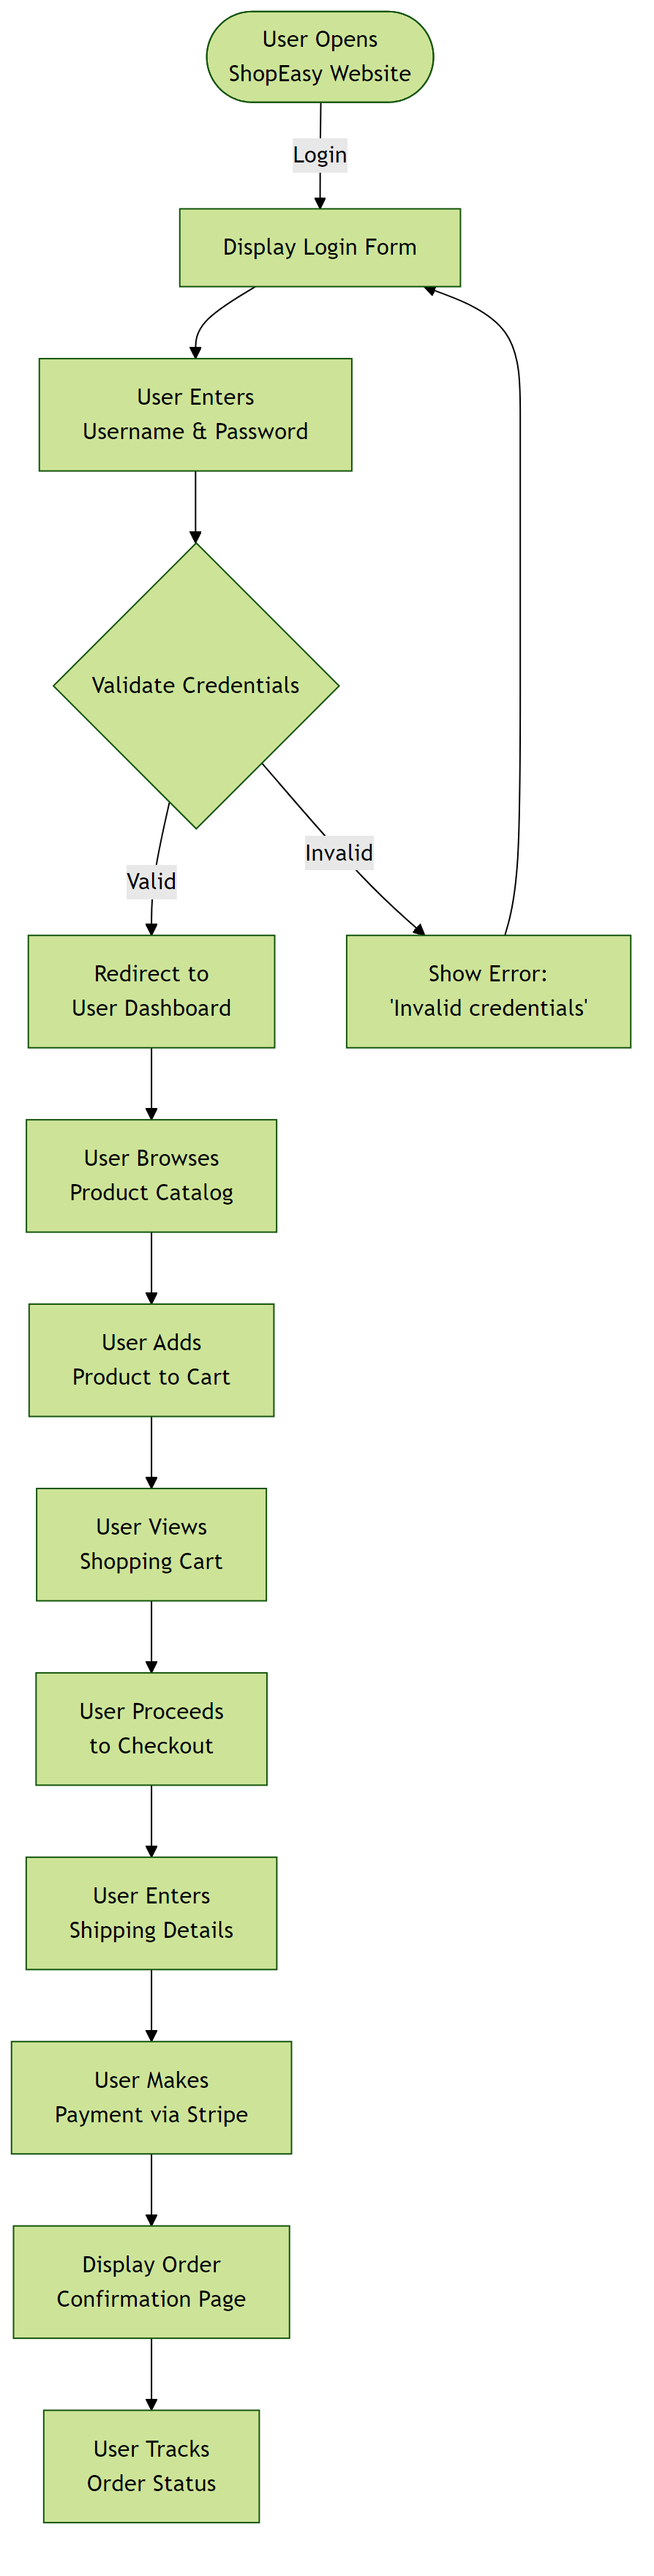 User Opens
ShopEasy Website
Login
Display Login Form
User Enters
Username & Password
Validate Credentials
Invalid
Valid
Redirect to
User Dashboard
Show Error:
'Invalid credentials'
User Browses
Product Catalog
User Adds
Product to Cart
User Views
Shopping Cart
User Proceeds
to Checkout
User Enters
Shipping Details
User Makes
Payment via Stripe
Display Order
Confirmation Page
User Tracks
Order Status